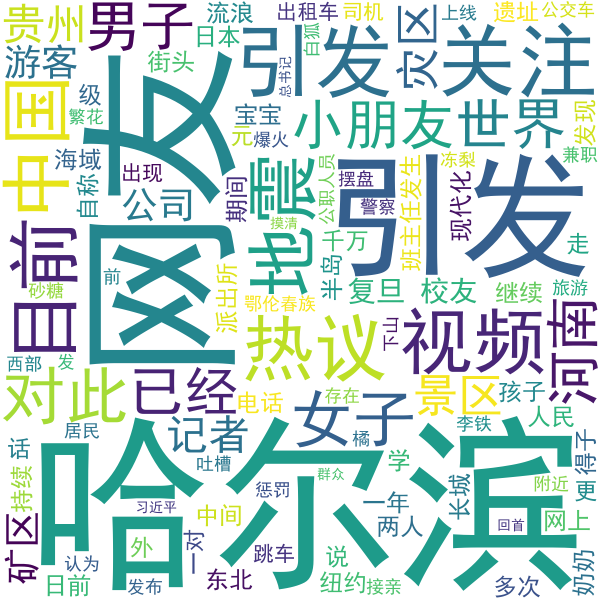 贵州
男子
流浪
出租车
司机
上线
遗址
公交车
游客
街头
日本
白狐
总书记
引发
灾区
关注
中国
级
繁花
宝宝
元
爆火
小朋友
世界
发现
兼职
海域
自称
出现
网友
公司
期间
地震
摸清
公职人员
摆盘
警察
冻梨
班主任
发生
现代化
千万
半岛
走
目前
前
砂糖
派出所
鄂伦春族
引发
复旦
校友
继续
旅游
下山
西部
发
热议
视频
河南
对此
已经
电话
存在
女子
景区
孩子
人民
李铁
居民
话
持续
矿区
记者
吐槽
橘
学
得子
更
附近
长城
网上
哈尔滨
习近平
惩罚
中间
群众
一年
两人
回首
外
一对
跳车
说
认为
日前
发布
东北
纽约
接亲
多次
奶奶